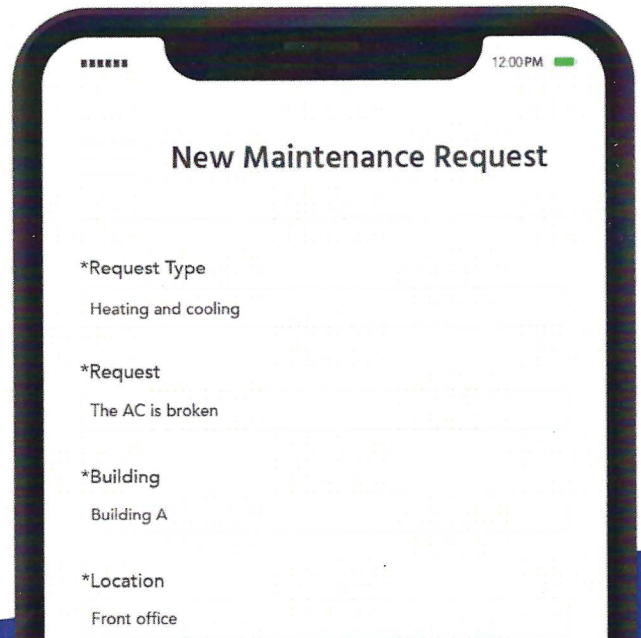 12:00PM
New Maintenance Request
*Request Type
Heating and cooling
*Request
The AC is broken
*Building
Building A
*Location
Front office